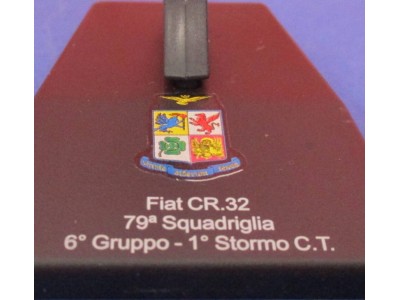 Fiat CR.32
79ª Squadriglia
6° Gruppo - 1° Stormo C.T.